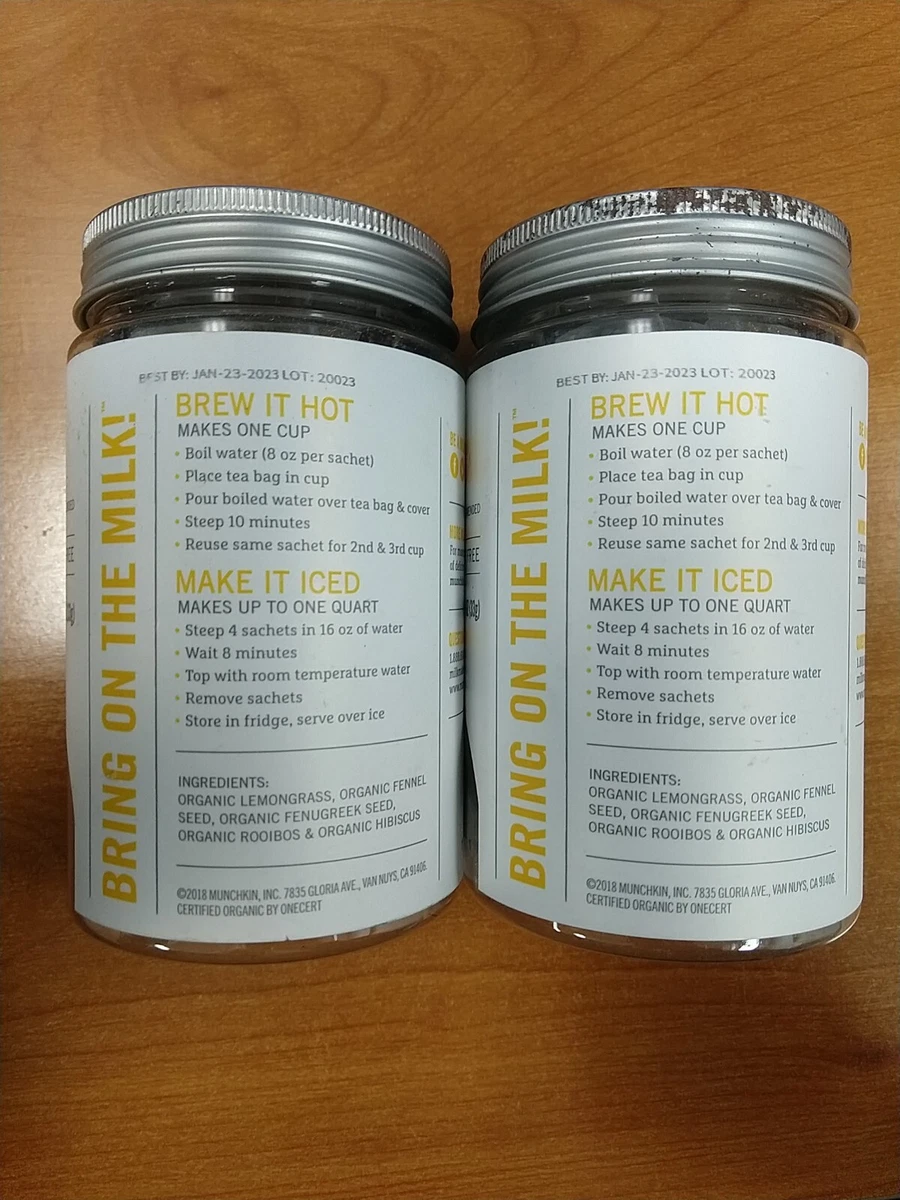 BEST BY: JAN-23-2023 LOT: 20023
BRING ON THE MILK!™
BREW IT HOT
MAKES ONE CUP
• Boil water (8 oz per sachet)
• Place tea bag in cup
• Pour boiled water over tea bag & cover
• Steep 10 minutes
• Reuse same sachet for 2nd & 3rd cup
MAKE IT ICED
MAKES UP TO ONE QUART
• Steep 4 sachets in 16 oz of water
• Wait 8 minutes
• Top with room temperature water
• Remove sachets
• Store in fridge, serve over ice
INGREDIENTS:
ORGANIC LEMONGRASS, ORGANIC FENNEL
SEED, ORGANIC FENUGREEK SEED,
ORGANIC ROOIBOS & ORGANIC HIBISCUS
©2018 MUNCHKIN, INC. 7835 GLORIA AVE., VAN NUYS, CA 91406.
CERTIFIED ORGANIC BY ONECERT
BEST BY: JAN-23-2023 LOT: 20023
BRING ON THE MILK!™
BREW IT HOT
MAKES ONE CUP
• Boil water (8 oz per sachet)
• Place tea bag in cup
• Pour boiled water over tea bag & cover
• Steep 10 minutes
• Reuse same sachet for 2nd & 3rd cup
MAKE IT ICED
MAKES UP TO ONE QUART
• Steep 4 sachets in 16 oz of water
• Wait 8 minutes
• Top with room temperature water
• Remove sachets
• Store in fridge, serve over ice
INGREDIENTS:
ORGANIC LEMONGRASS, ORGANIC FENNEL
SEED, ORGANIC FENUGREEK SEED,
ORGANIC ROOIBOS & ORGANIC HIBISCUS
©2018 MUNCHKIN, INC. 7835 GLORIA AVE., VAN NUYS, CA 91406.
CERTIFIED ORGANIC BY ONECERT